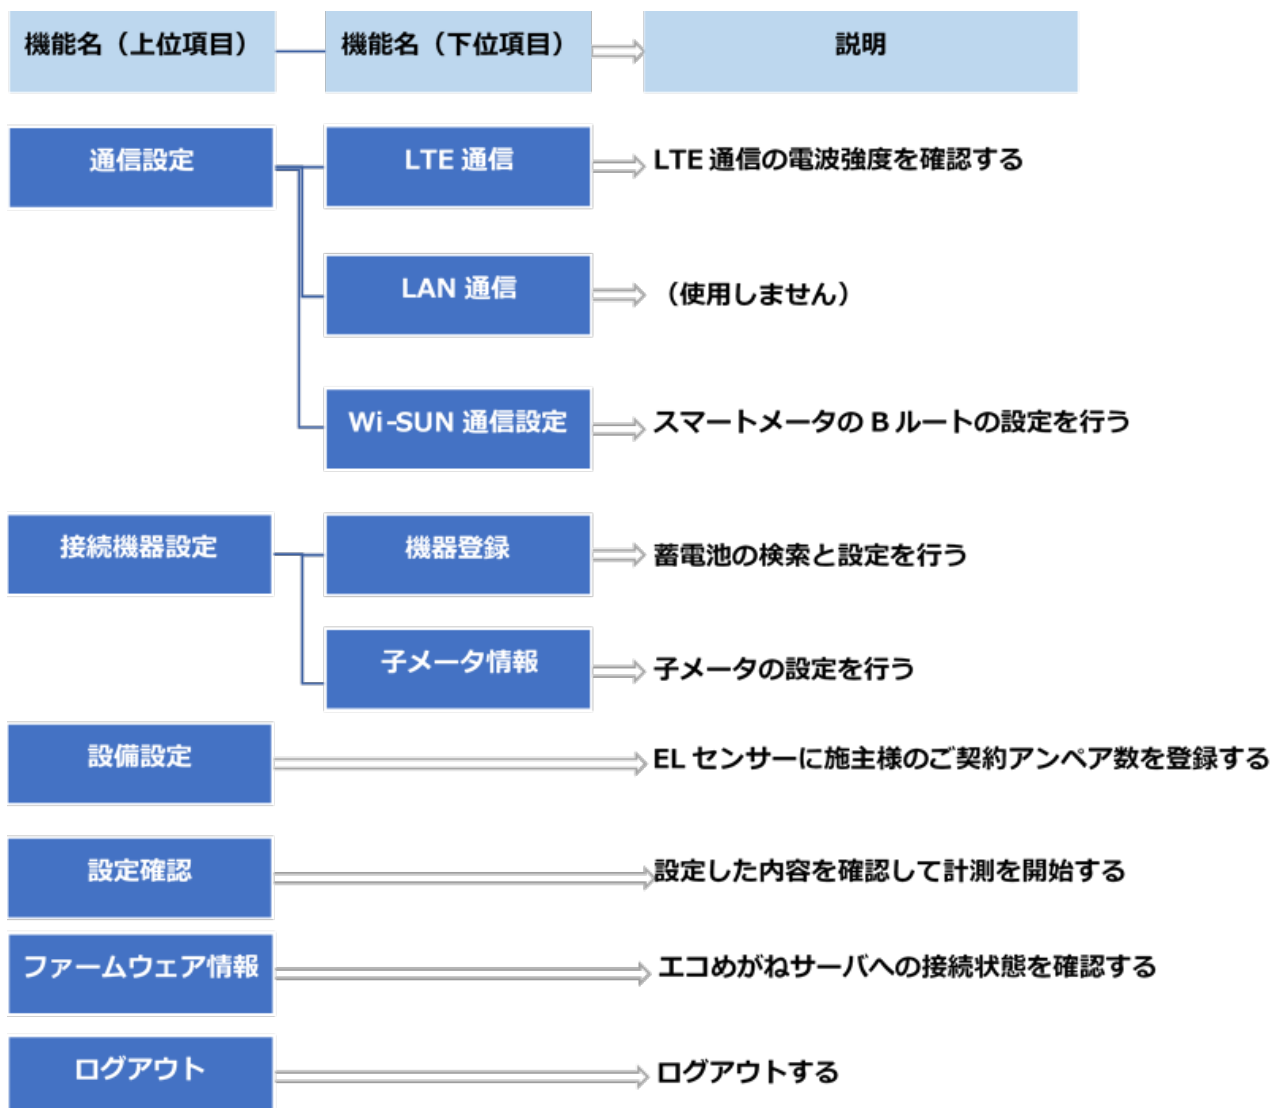 機能名（上位項目）
機能名（下位項目）
説明
通信設定
LTE 通信
LTE 通信の電波強度を確認する
LAN 通信
（使用しません）
Wi-SUN 通信設定
スマートメータの B ルートの設定を行う
接続機器設定
機器登録
蓄電池の検索と設定を行う
子メータ情報
子メータの設定を行う
設備設定
EL センサーに施主様のご契約アンペア数を登録する
設定確認
設定した内容を確認して計測を開始する
ファームウェア情報
エコめがねサーバへの接続状態を確認する
ログアウト
ログアウトする